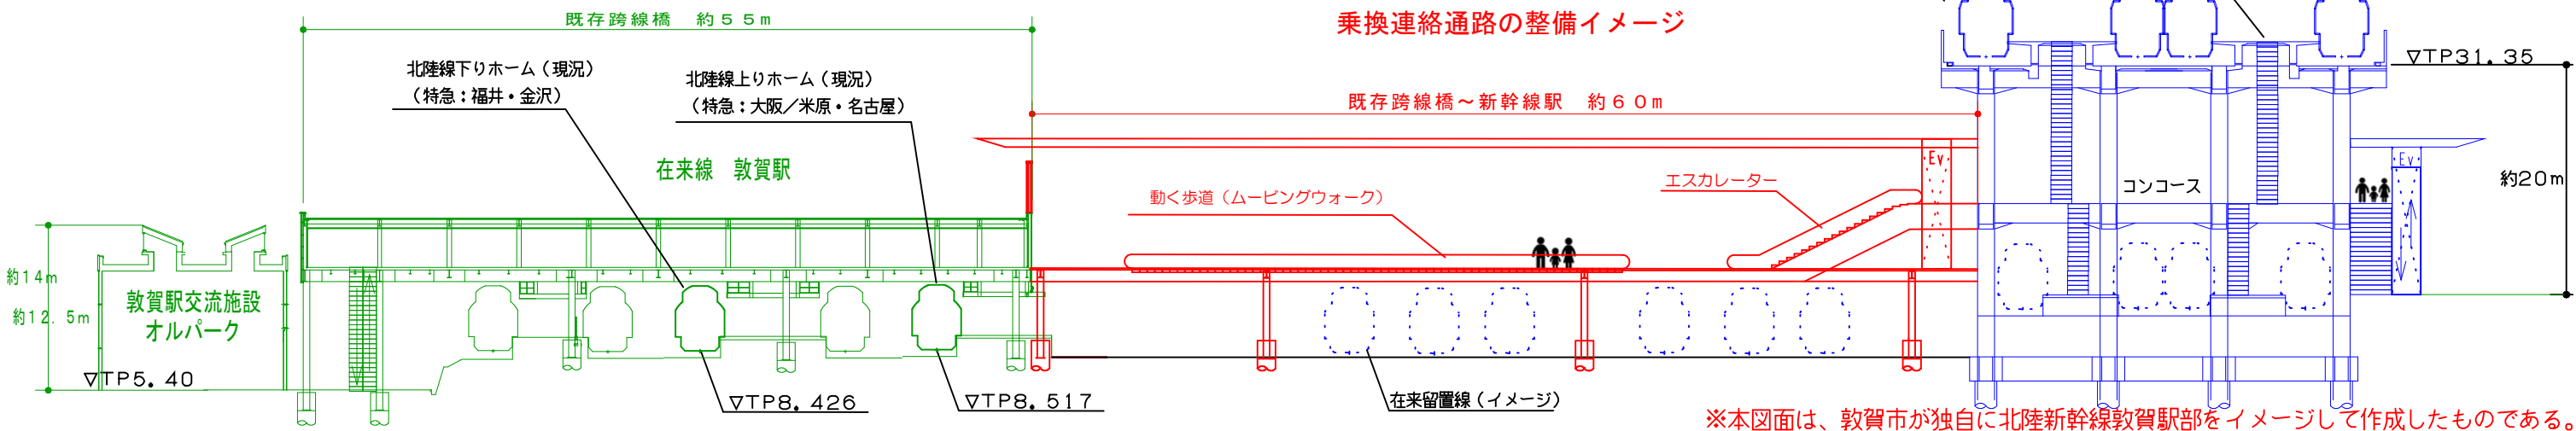 既存跨線橋 約55m
乗換連絡通路の整備イメージ
▽TP31.35
北陸線下りホーム（現況）
（特急：福井・金沢）
北陸線上りホーム（現況）
（特急：大阪／米原・名古屋）
既存跨線橋～新幹線駅 約60m
在来線 敦賀駅
Ev
Ev
動く歩道（ムービングウォーク）
エスカレーター
コンコース
約20m
約14m
約12.5m
敦賀駅交流施設
オルパーク
▽TP5.40
▽TP8.426
▽TP8.517
在来留置線（イメージ）
※本図面は、敦賀市が独自に北陸新幹線敦賀駅部をイメージして作成したものである。